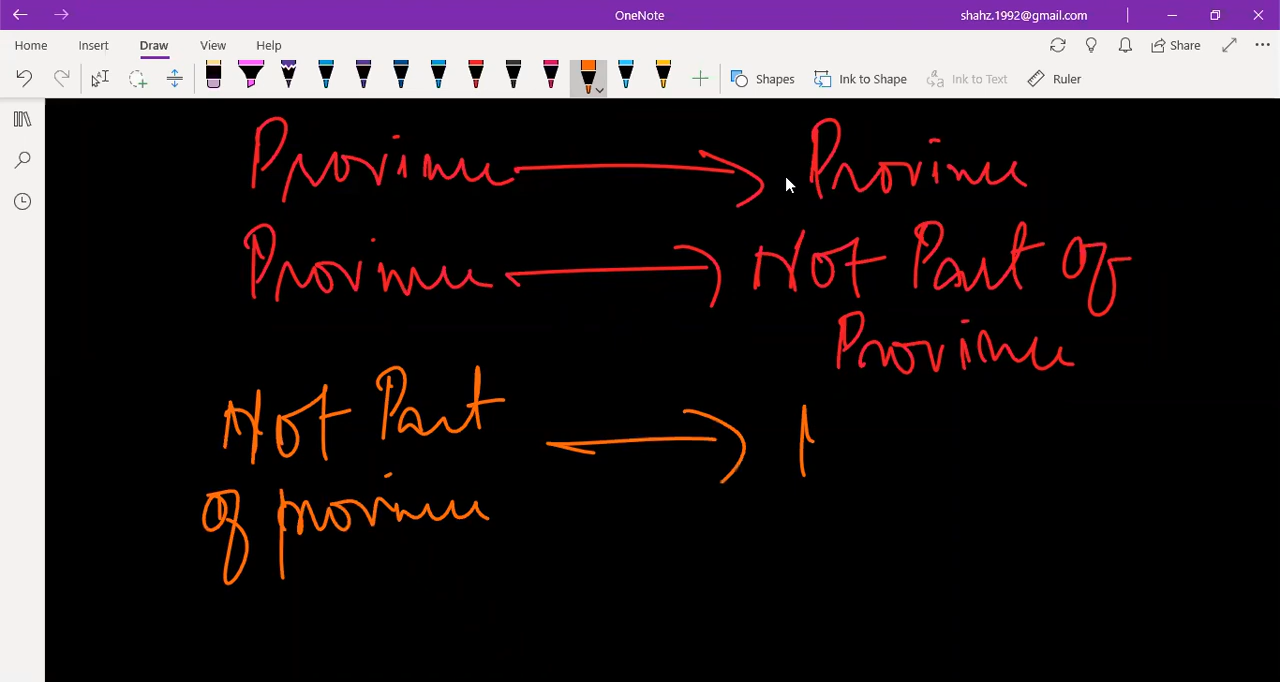 OneNote
shahz.1992@gmail.com
Home Insert Draw View Help
Share
Shapes Ink to Shape Ink to Text Ruler
Province Province
Province Not Part Of
Province
Not Part
of province